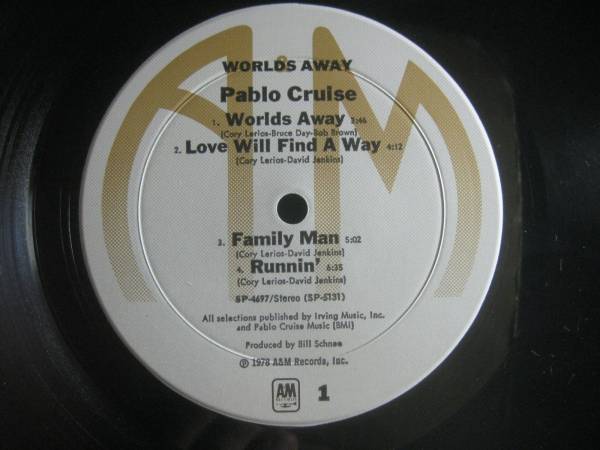 WORLDS AWAY
Pablo Cruise
1. Worlds Away 3:46
(Cory Lerios-Bruce Day-Bob Brown)
2. Love Will Find A Way 4:12
(Cory Lerios-David Jenkins)
3. Family Man 5:02
(Cory Lerios-David Jenkins)
4. Runnin' 6:35
(Cory Lerios-David Jenkins)
SP-4697/Stereo (SP-5131)
All selections published by Irving Music, Inc.
and Pablo Cruise Music (BMI)
Produced by Bill Schnee
℗ 1978 A&M Records, Inc.
A&M
1